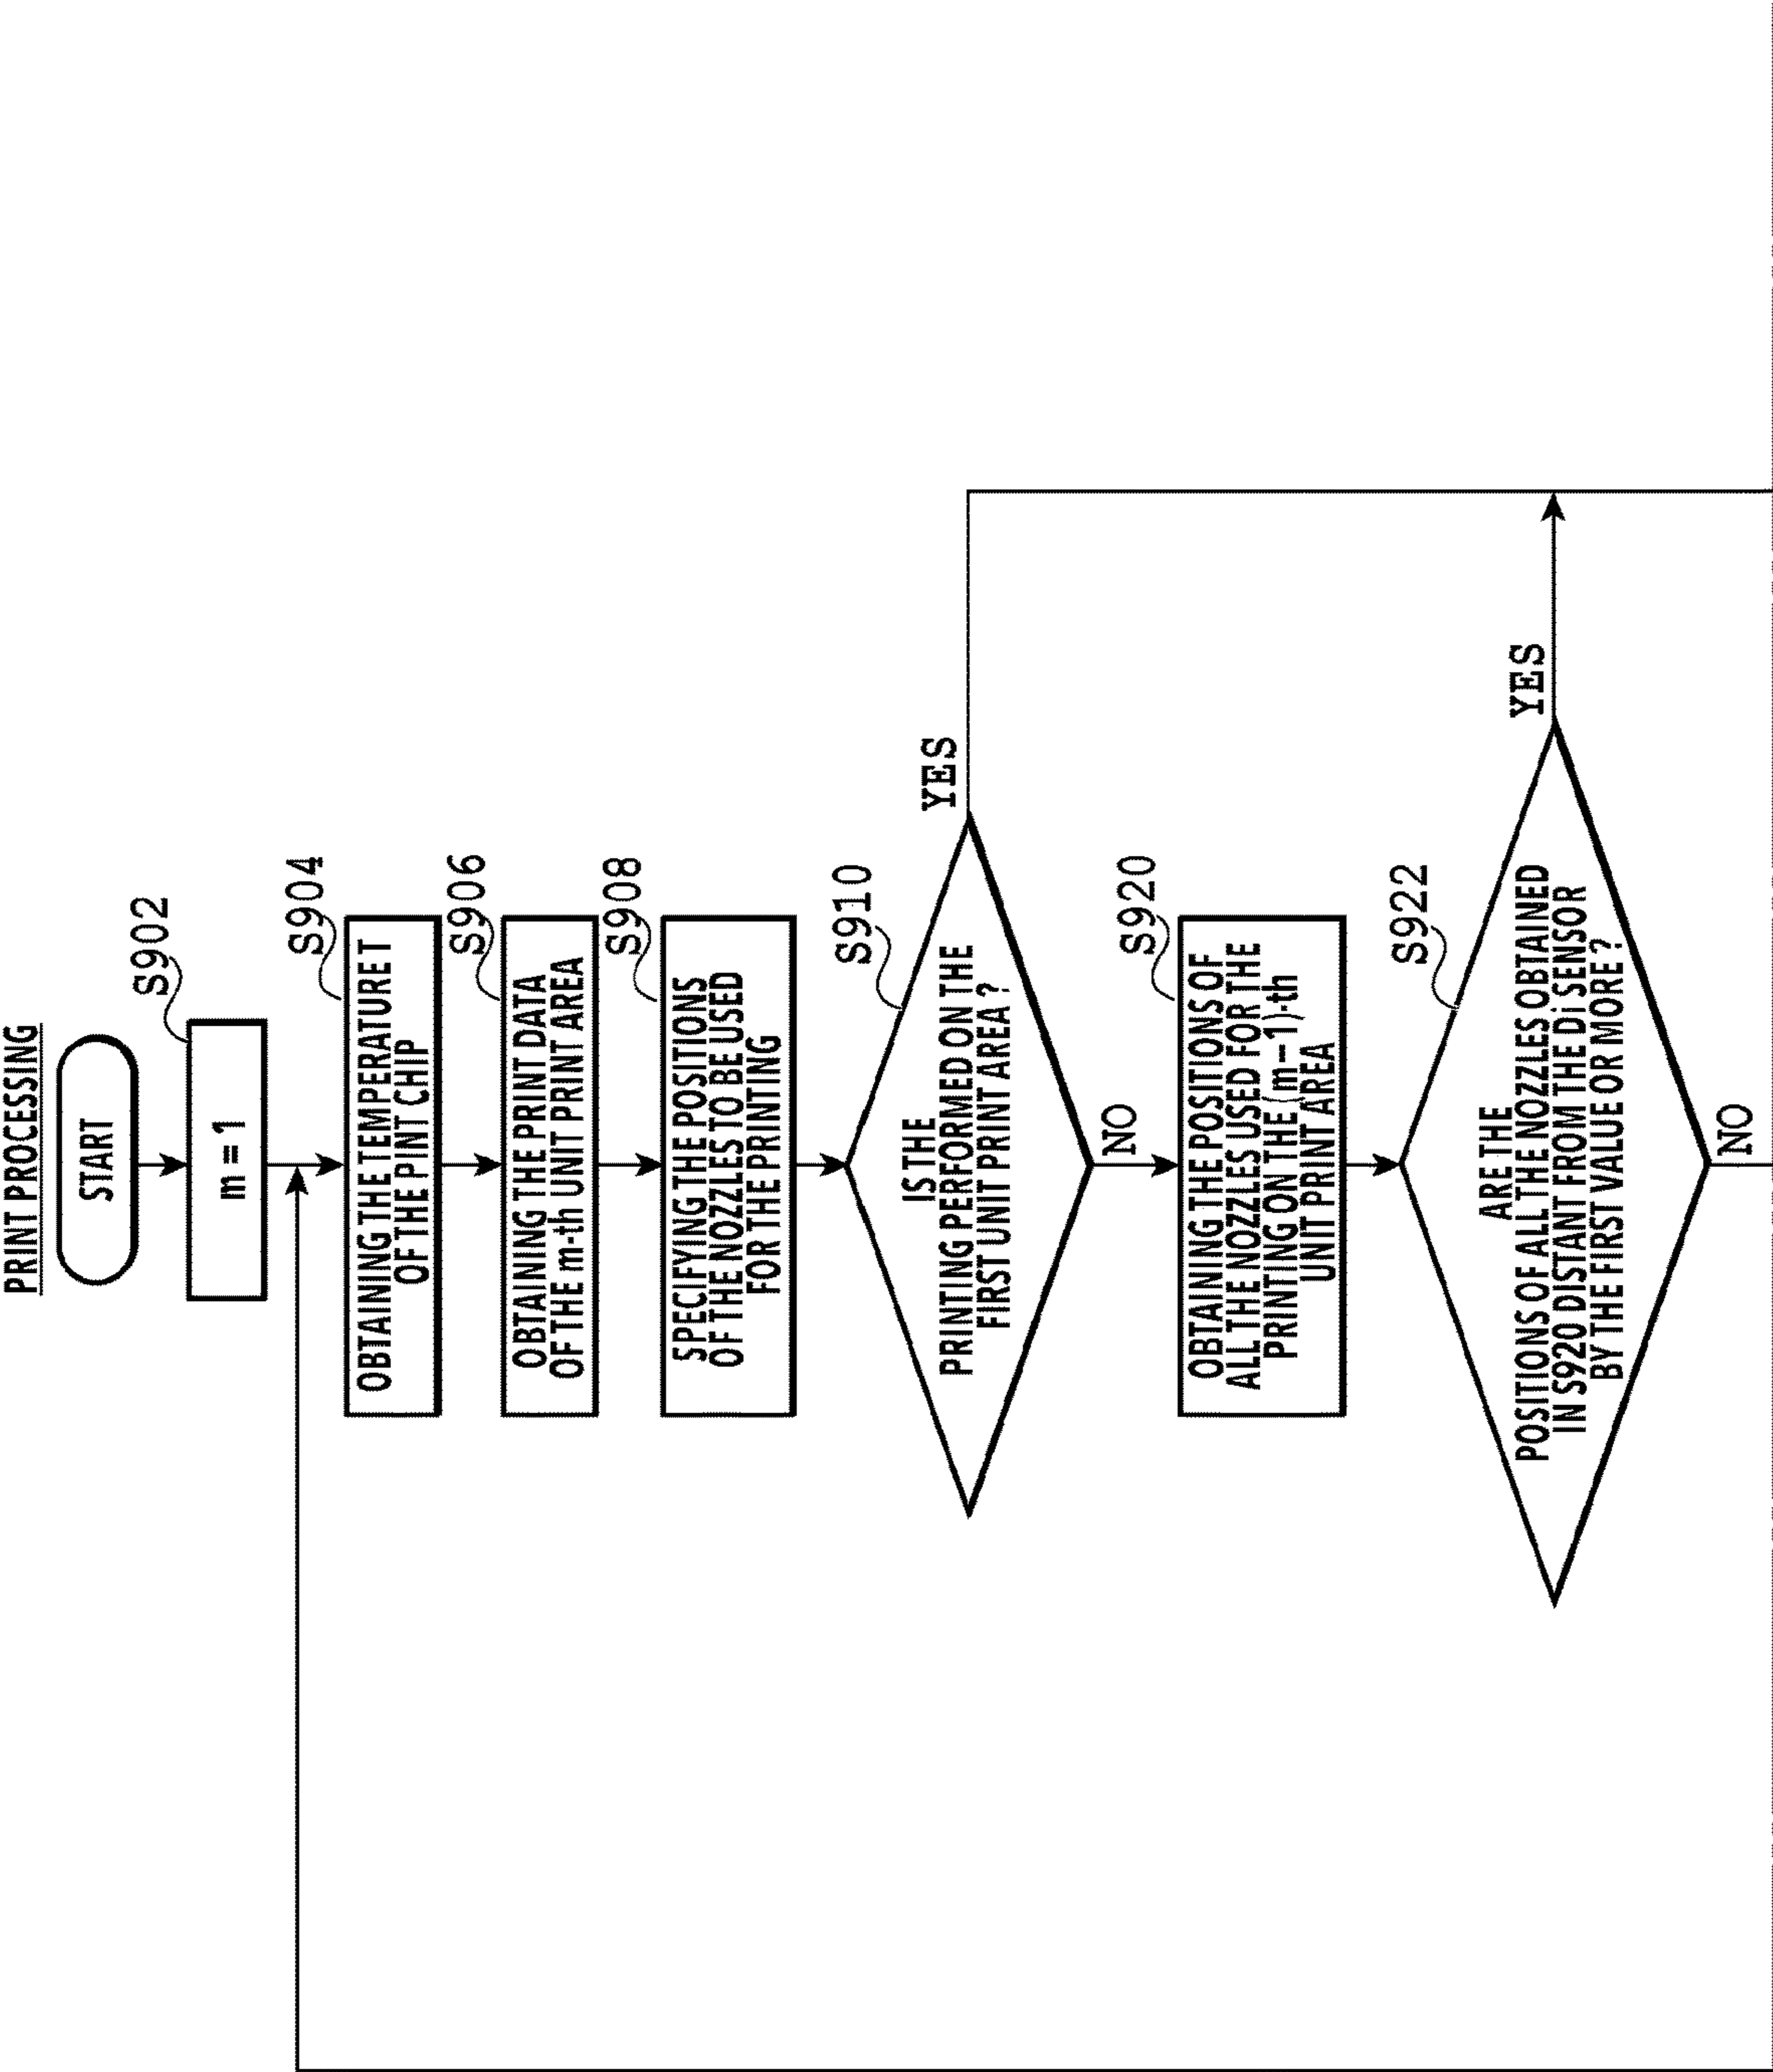 PRINT PROCESSING
START
S902
m = 1
S904
OBTAINING THE TEMPERATURE T
OF THE PINT CHIP
S906
OBTAINING THE PRINT DATA
OF THE m-th UNIT PRINT AREA
S908
SPECIFYING THE POSITIONS
OF THE NOZZLES TO BE USED
FOR THE PRINTING
S910
IS THE
PRINTING PERFORMED ON THE
FIRST UNIT PRINT AREA?
YES
NO
S920
OBTAINING THE POSITIONS OF
ALL THE NOZZLES USED FOR THE
PRINTING ON THE (m-1)-th
UNIT PRINT AREA
S922
ARE THE
POSITIONS OF ALL THE NOZZLES OBTAINED
IN S920 DISTANT FROM THE Di SENSOR
BY THE FIRST VALUE OR MORE?
YES
NO